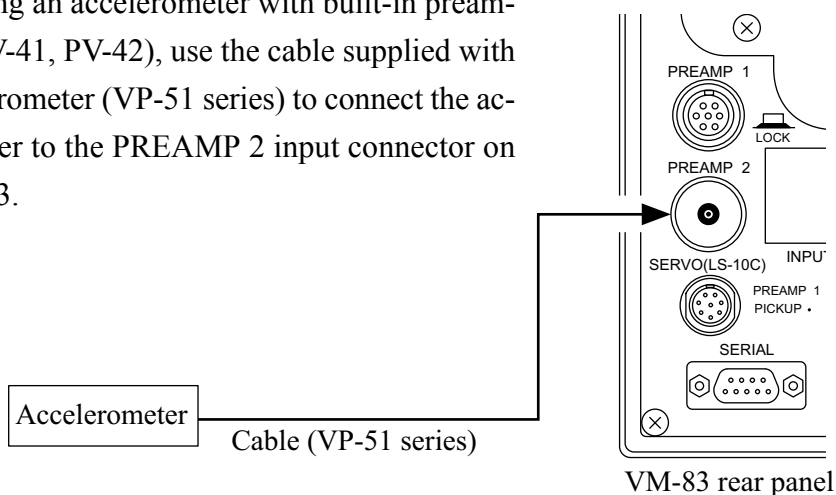 ng an accelerometer with built-in pream-
V-41, PV-42), use the cable supplied with
erometer (VP-51 series) to connect the ac-
er to the PREAMP 2 input connector on
3.
PREAMP 1
LOCK
PREAMP 2
INPUT
SERVO(LS-10C)
PREAMP 1
PICKUP •
SERIAL
Accelerometer
Cable (VP-51 series)
VM-83 rear panel